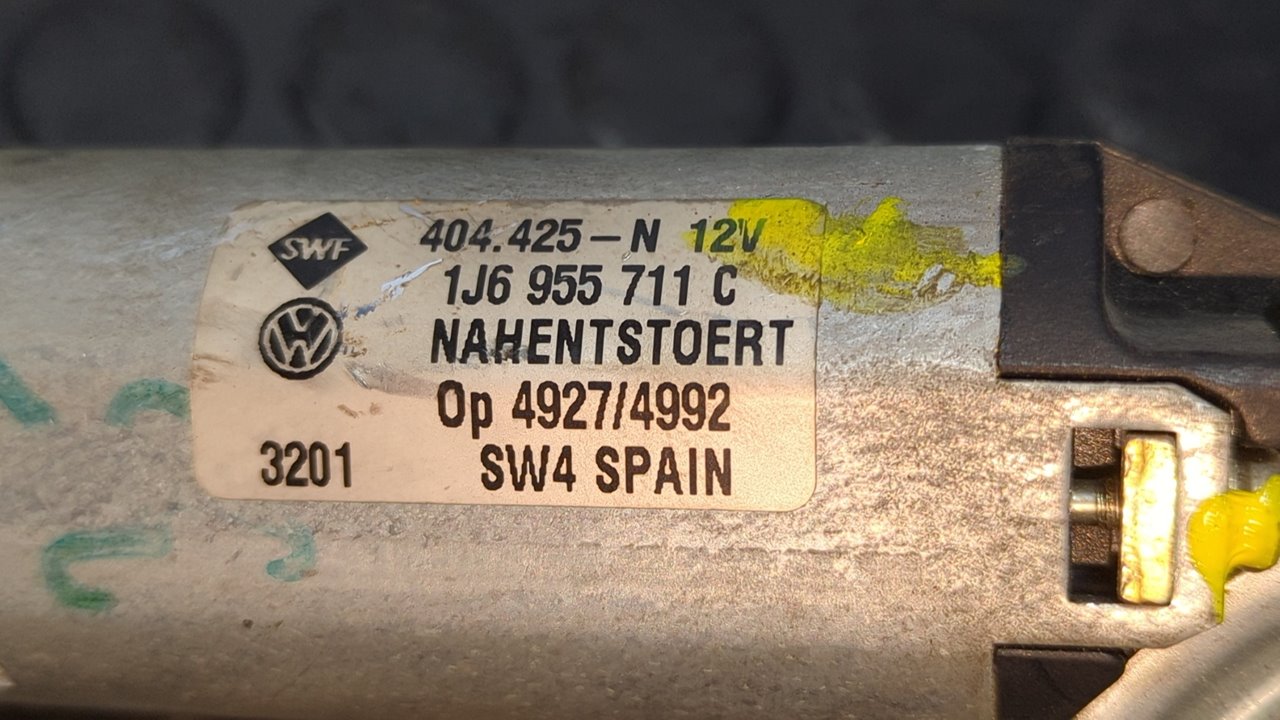 SWF 404.425-N 12V
1J6 955 711 C
NAHENTSTOERT
Op 4927/4992
3201 SW4 SPAIN